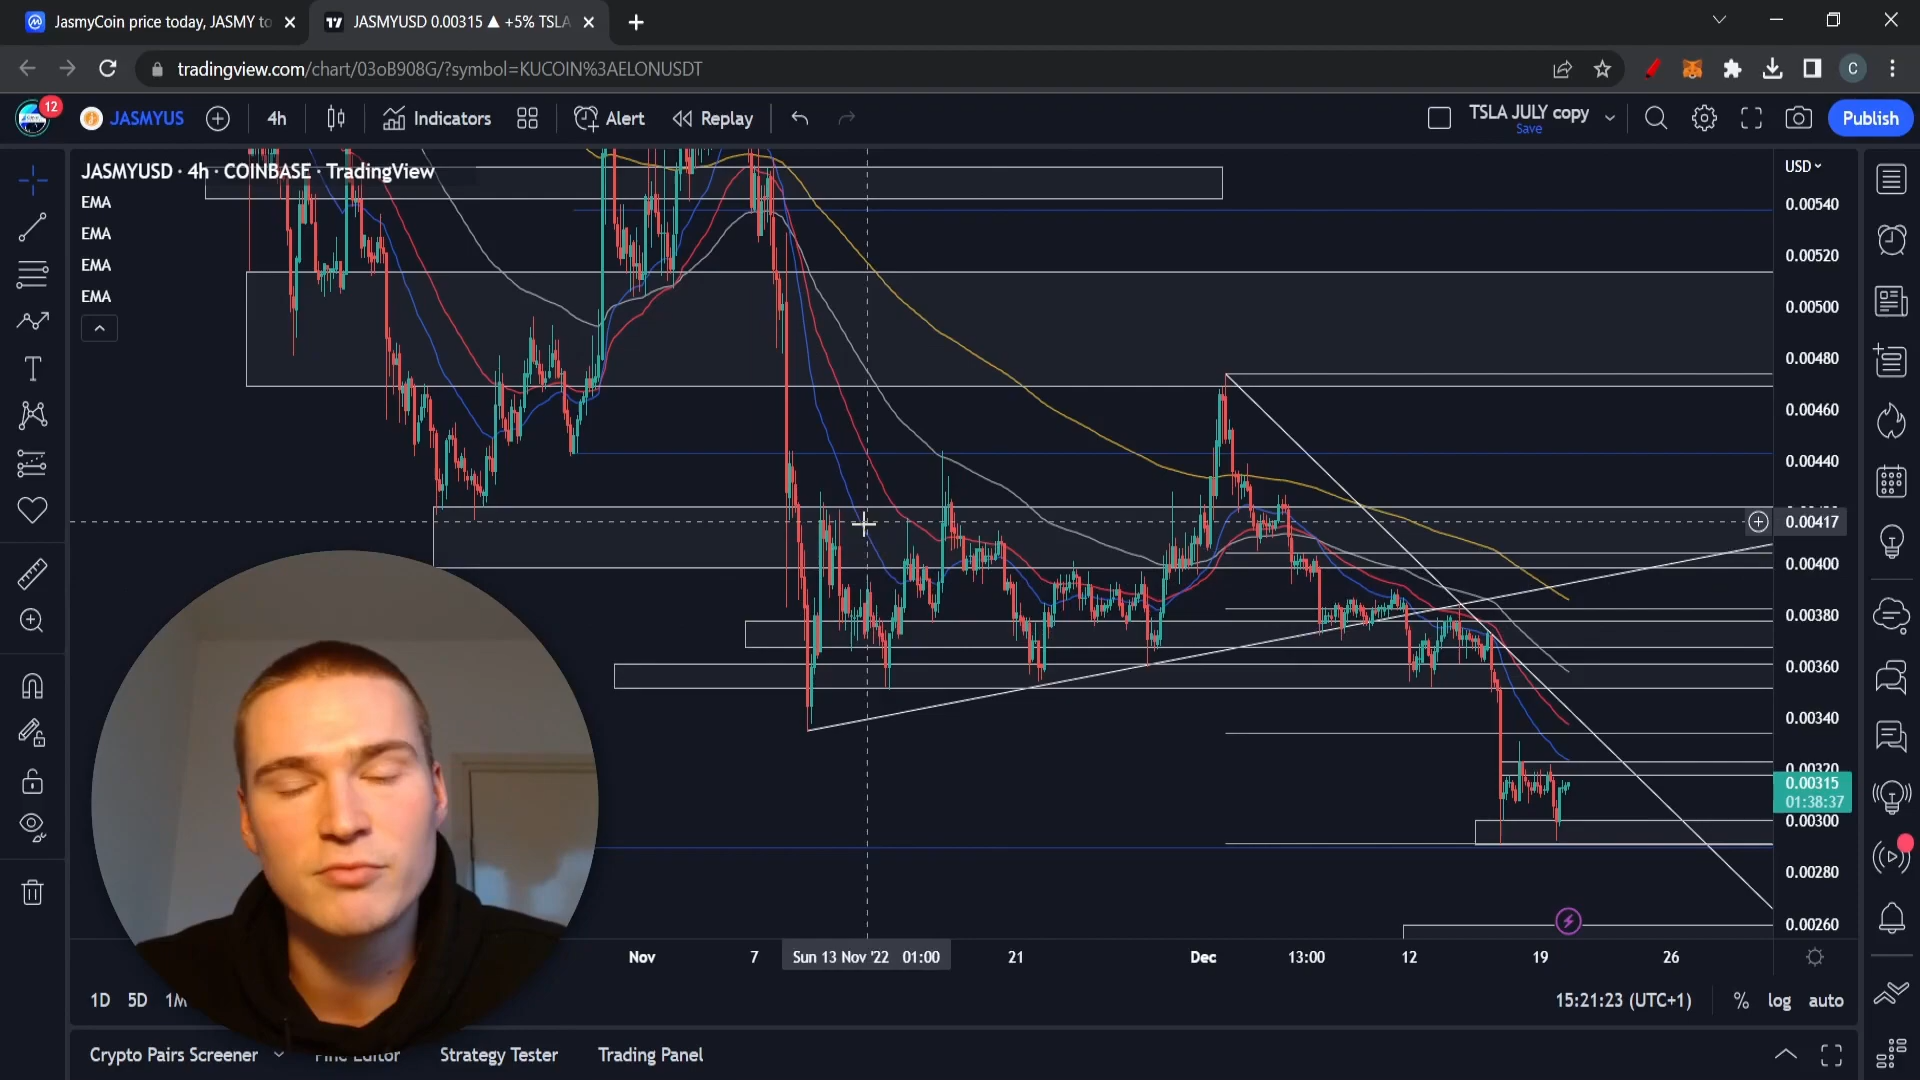 JasmyCoin price today, JASMY to
JASMYUSD 0.00315 ▲ +5% TSLA
tradingview.com/chart/03oB908G/?symbol=KUCOIN%3AELONUSDT
C
12
JASMYUS
4h
Indicators
Alert
Replay
TSLA JULY copy
Save
Publish
JASMYUSD · 4h · COINBASE · TradingView
EMA
EMA
EMA
EMA
USD
0.00540
0.00520
0.00500
0.00480
0.00460
0.00440
0.00417
0.00400
0.00380
0.00360
0.00340
0.00320
0.00315
01:38:37
0.00300
0.00280
0.00260
Nov
7
Sun 13 Nov '22 01:00
21
Dec
13:00
12
19
26
1D 5D 1M
15:21:23 (UTC+1)
% log auto
Crypto Pairs Screener
Pine Editor
Strategy Tester
Trading Panel